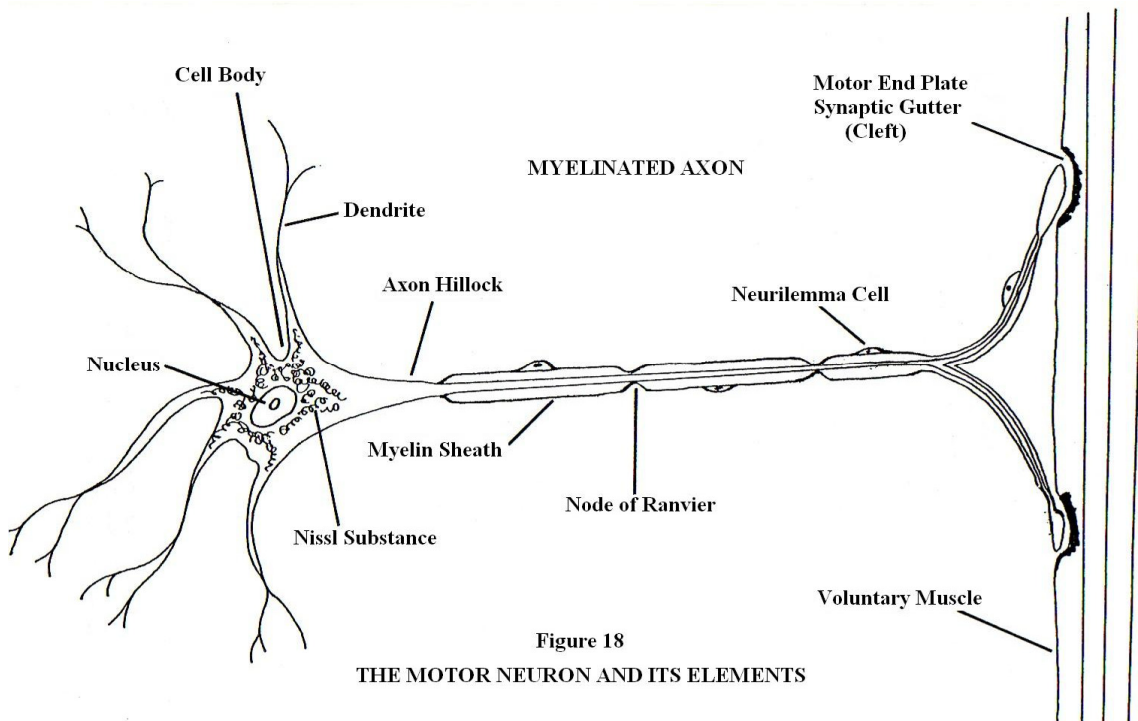 Cell Body
Motor End Plate
Synaptic Gutter
(Cleft)
MYELINATED AXON
Dendrite
Axon Hillock
Neurilemma Cell
Nucleus
Myelin Sheath
Node of Ranvier
Nissl Substance
Voluntary Muscle
Figure 18
THE MOTOR NEURON AND ITS ELEMENTS